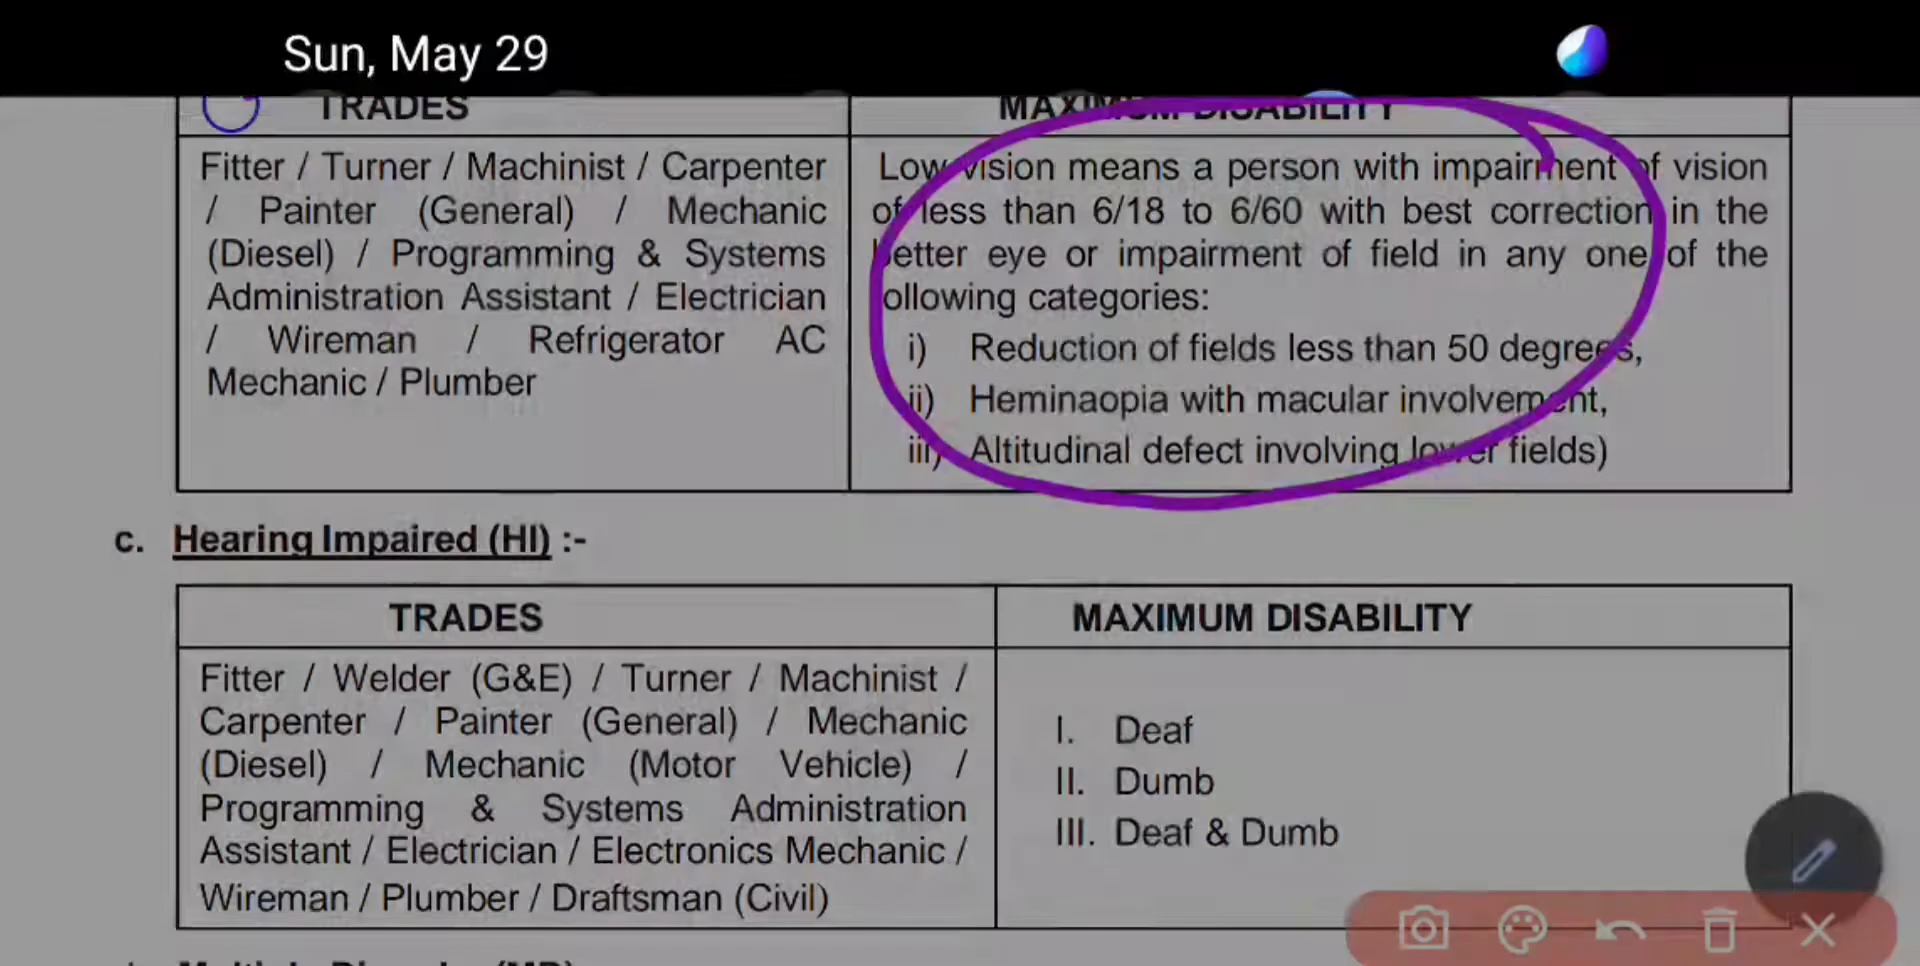 Sun, May 29
TRADES
MAXIMUM DISABILITY
Fitter / Turner / Machinist / Carpenter
/ Painter (General) / Mechanic
(Diesel) / Programming & Systems
Administration Assistant / Electrician
/ Wireman / Refrigerator AC
Mechanic / Plumber
Low vision means a person with impairment of vision
of less than 6/18 to 6/60 with best correction in the
better eye or impairment of field in any one of the
following categories:
i) Reduction of fields less than 50 degrees,
ii) Heminaopia with macular involvement,
iii) Altitudinal defect involving lower fields)
c. Hearing Impaired (HI) :-
TRADES
MAXIMUM DISABILITY
Fitter / Welder (G&E) / Turner / Machinist /
Carpenter / Painter (General) / Mechanic
(Diesel) / Mechanic (Motor Vehicle) /
Programming & Systems Administration
Assistant / Electrician / Electronics Mechanic /
Wireman / Plumber / Draftsman (Civil)
I. Deaf
II. Dumb
III. Deaf & Dumb